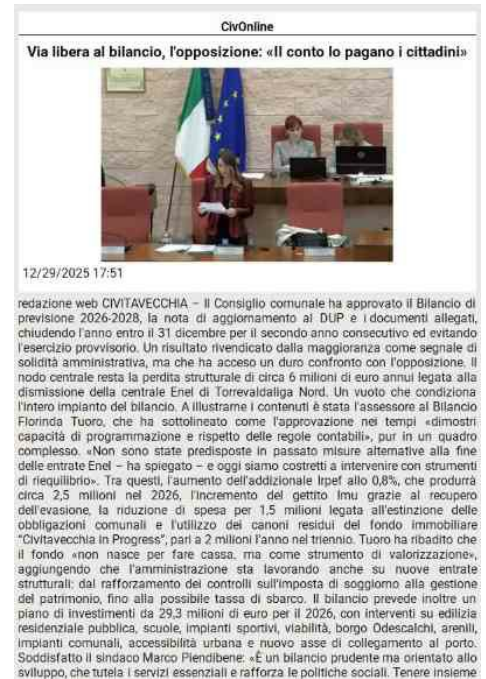 CivOnline
Via libera al bilancio, l'opposizione: «Il conto lo pagano i cittadini»
12/29/2025 17:51
redazione web CIVITAVECCHIA – Il Consiglio comunale ha approvato il Bilancio di
previsione 2026-2028, la nota di aggiornamento al DUP e i documenti allegati,
chiudendo l'anno entro il 31 dicembre per il secondo anno consecutivo ed evitando
l'esercizio provvisorio. Un risultato rivendicato dalla maggioranza come segnale di
solidità amministrativa, ma che ha acceso un duro confronto con l'opposizione. Il
nodo centrale resta la perdita strutturale di circa 6 milioni di euro annui legata alla
dismissione della centrale Enel di Torrevaldaliga Nord. Un vuoto che condiziona
l'intero impianto del bilancio. A illustrarne i contenuti è stata l'assessore al Bilancio
Florinda Tuoro, che ha sottolineato come l'approvazione nei tempi «dimostri
capacità di programmazione e rispetto delle regole contabili», pur in un quadro
complesso. «Non sono state predisposte in passato misure alternative alla fine
delle entrate Enel – ha spiegato – e oggi siamo costretti a intervenire con strumenti
di riequilibrio». Tra questi, l'aumento dell'addizionale Irpef allo 0,8%, che produrrà
circa 2,5 milioni nel 2026, l'incremento del gettito Imu grazie al recupero
dell'evasione, la riduzione di spesa per 1,5 milioni legata all'estinzione delle
obbligazioni comunali e l'utilizzo dei canoni residui del fondo immobiliare
"Civitavecchia in Progress", pari a 2 milioni l'anno nel triennio. Tuoro ha ribadito che
il fondo «non nasce per fare cassa, ma come strumento di valorizzazione»,
aggiungendo che l'amministrazione sta lavorando anche su nuove entrate
strutturali: dal rafforzamento dei controlli sull'imposta di soggiorno alla gestione
del patrimonio, fino alla possibile tassa di sbarco. Il bilancio prevede inoltre un
piano di investimenti da 29,3 milioni di euro per il 2026, con interventi su edilizia
residenziale pubblica, scuole, impianti sportivi, viabilità, borgo Odescalchi, arenili,
impianti comunali, accessibilità urbana e nuovo asse di collegamento al porto.
Soddisfatto il sindaco Marco Piendibene: «È un bilancio prudente ma orientato allo
sviluppo, che tutela i servizi essenziali e rafforza le politiche sociali. Tenere insieme